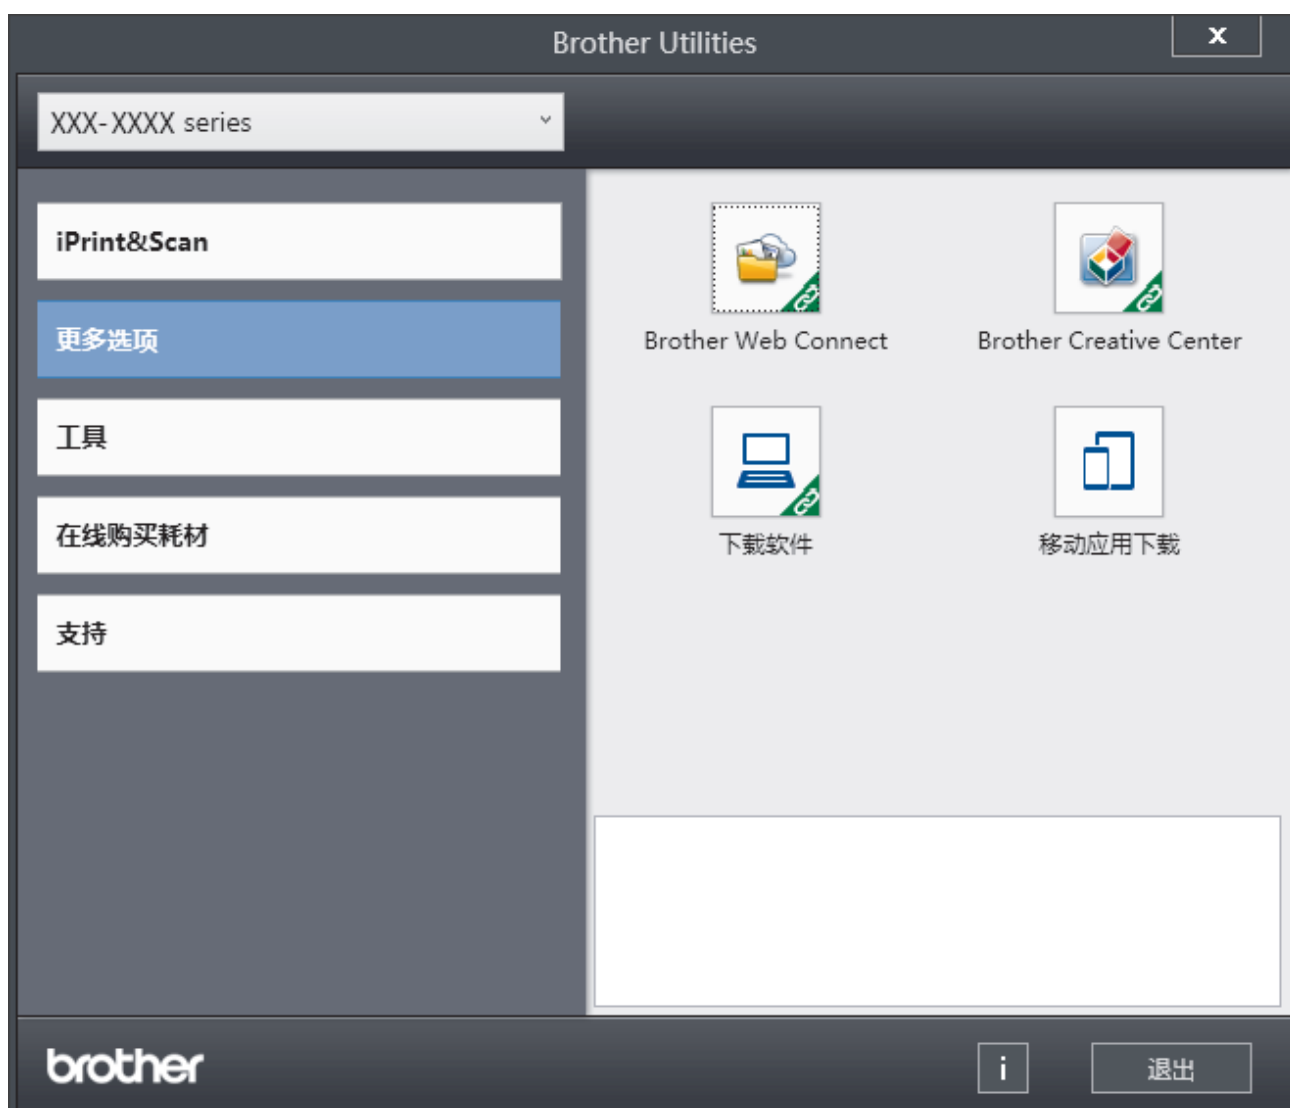 Brother Utilities
x
XXX-XXXX series
iPrint&Scan
更多选项
工具
在线购买耗材
支持
Brother Web Connect
Brother Creative Center
下载软件
移动应用下载
brother
i
退出